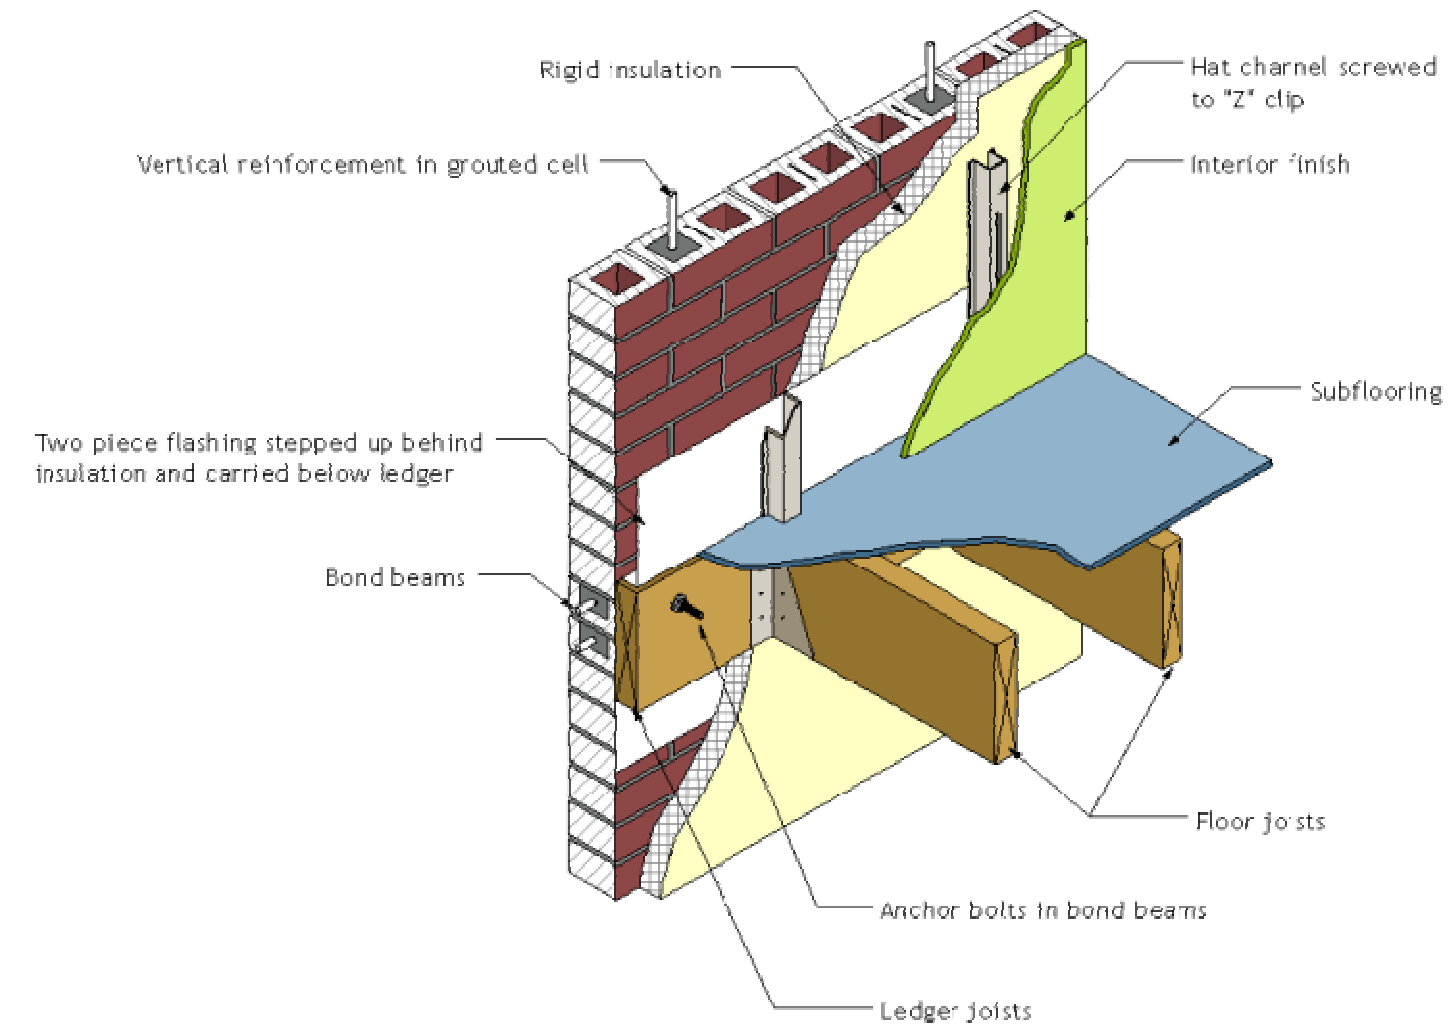 Rigid insulation
Hat channel screwed
to "Z" clip
Vertical reinforcement in grouted cell
Interior finish
Subflooring
Two piece flashing stepped up behind
insulation and carried below ledger
Bond beams
Floor joists
Anchor bolts in bond beams
Ledger joists